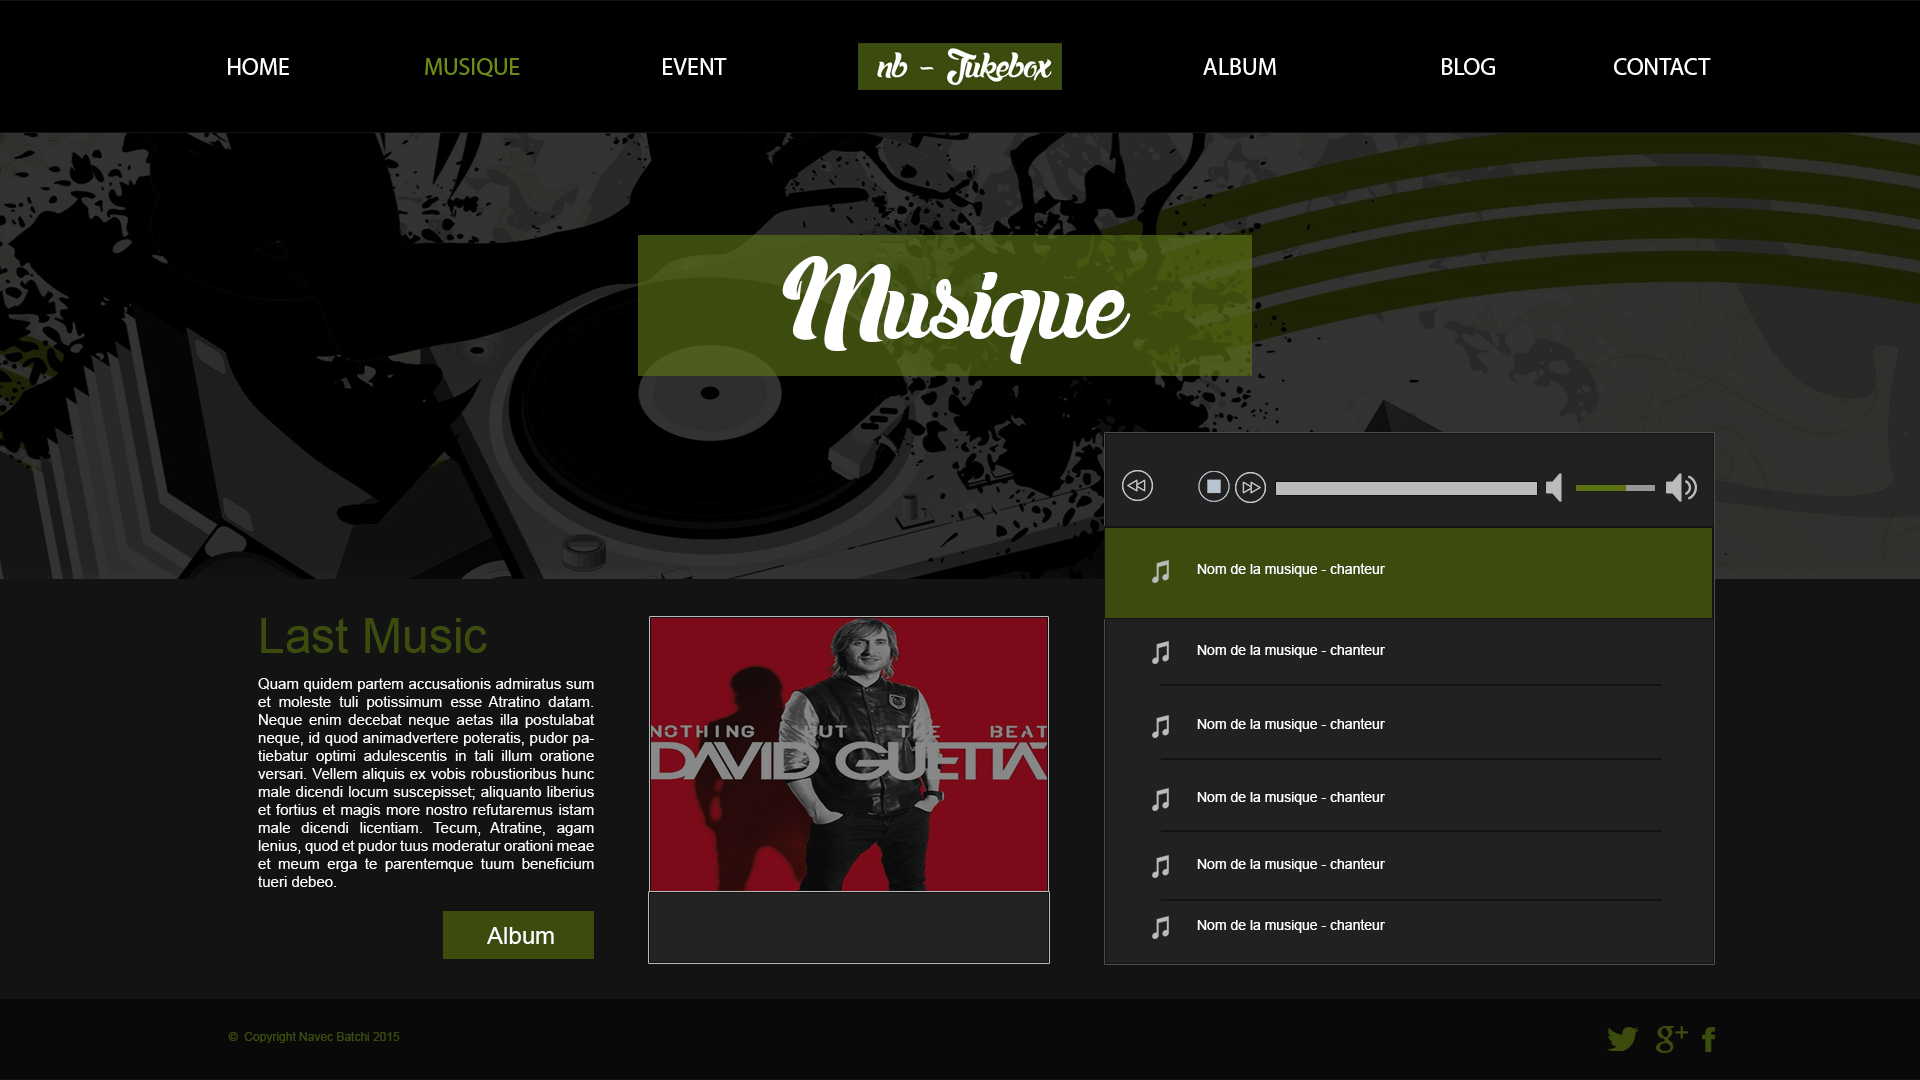 HOME
MUSIQUE
EVENT
nb - Jukebox
ALBUM
BLOG
CONTACT
Musique
Nom de la musique - chanteur
Nom de la musique - chanteur
Nom de la musique - chanteur
Nom de la musique - chanteur
Nom de la musique - chanteur
Nom de la musique - chanteur
Last Music
Quam quidem partem accusationis admiratus sum
et moleste tuli potissimum esse Atratino datam.
Neque enim decebat neque aetas illa postulabat
neque, id quod animadvertere poteratis, pudor pa-
tiebatur optimi adulescentis in tali illum oratione
versari. Vellem aliquis ex vobis robustioribus hunc
male dicendi locum suscepisset; aliquanto liberius
et fortius et magis more nostro refutaremus istam
male dicendi licentiam. Tecum, Atratine, agam
lenius, quod et pudor tuus moderatur orationi meae
et meum erga te parentemque tuum beneficium
tueri debeo.
Album
NOTHING BUT THE BEAT
DAVID GUETTA
© Copyright Navec Batchi 2015
g+